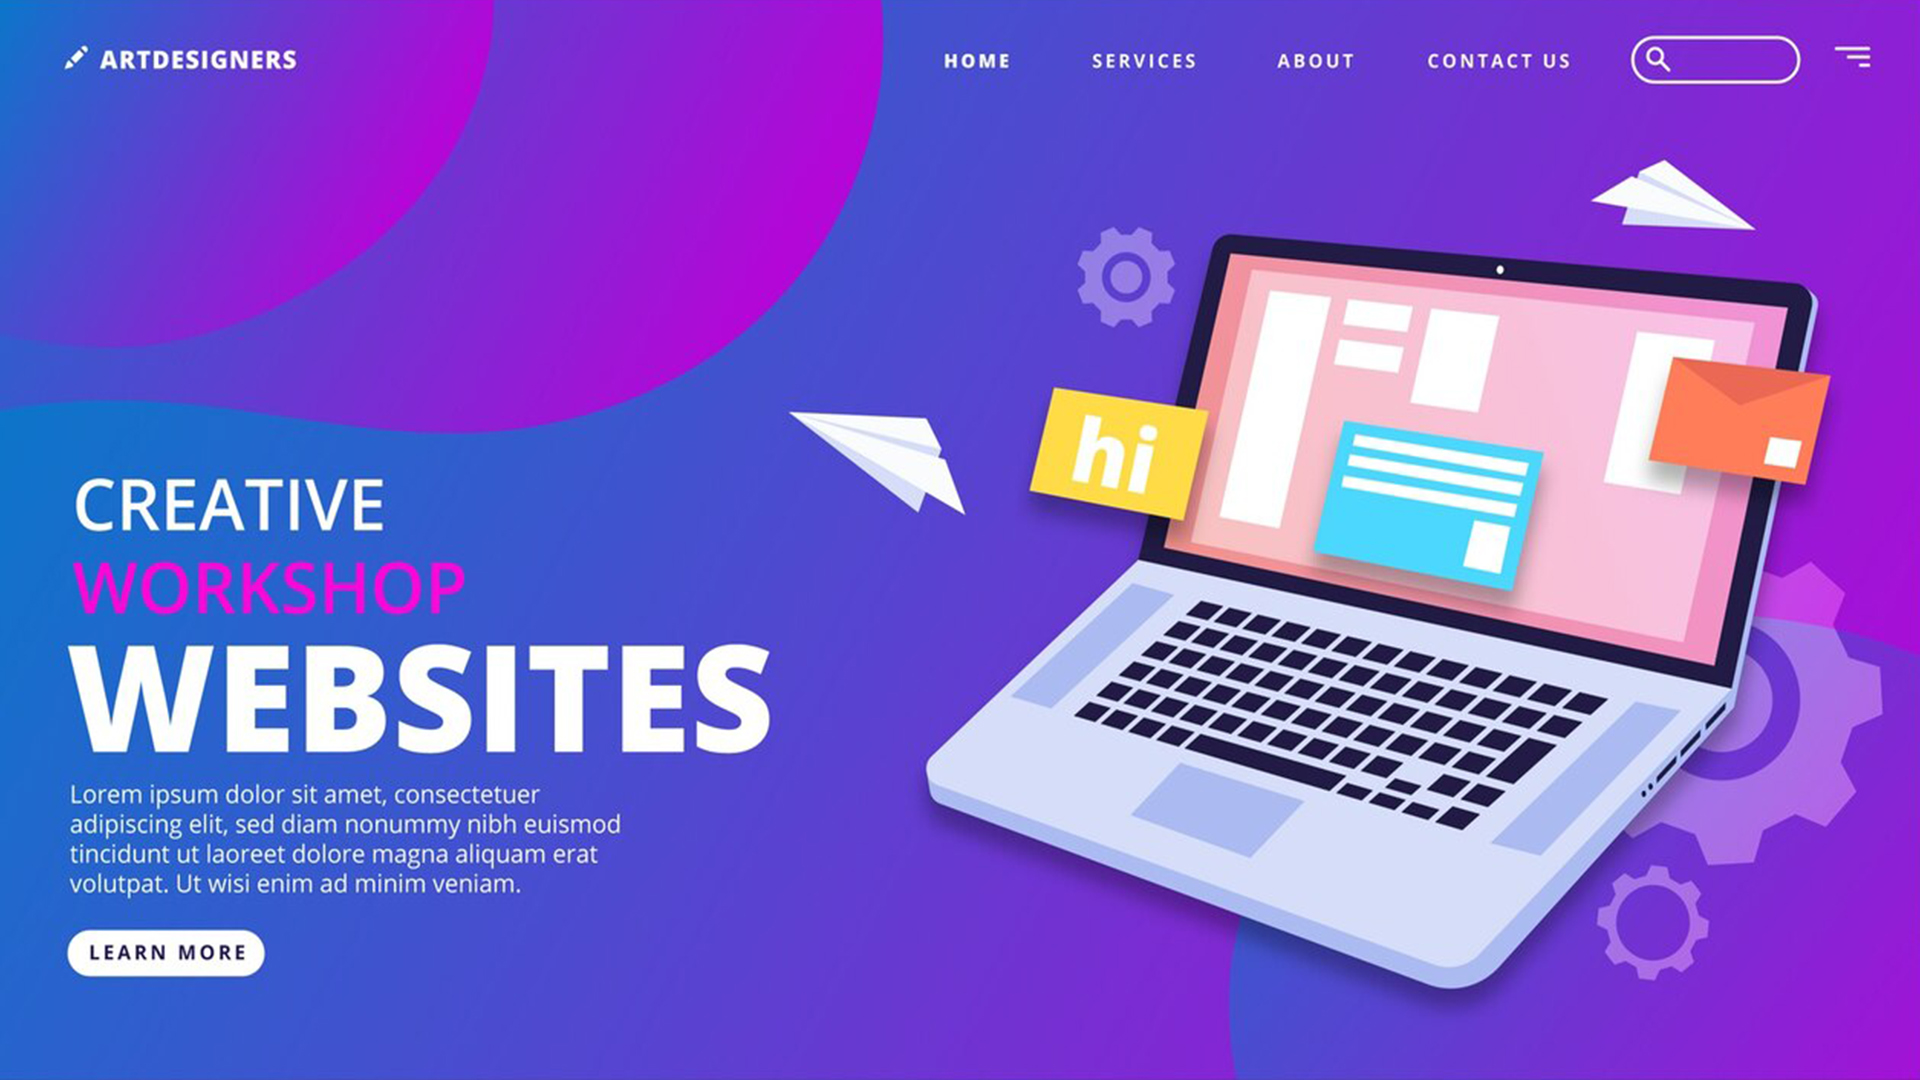 ARTDESIGNERS
HOME SERVICES ABOUT CONTACT US
hi
CREATIVE
WORKSHOP
WEBSITES
Lorem ipsum dolor sit amet, consectetuer
adipiscing elit, sed diam nonummy nibh euismod
tincidunt ut laoreet dolore magna aliquam erat
volutpat. Ut wisi enim ad minim veniam.
LEARN MORE